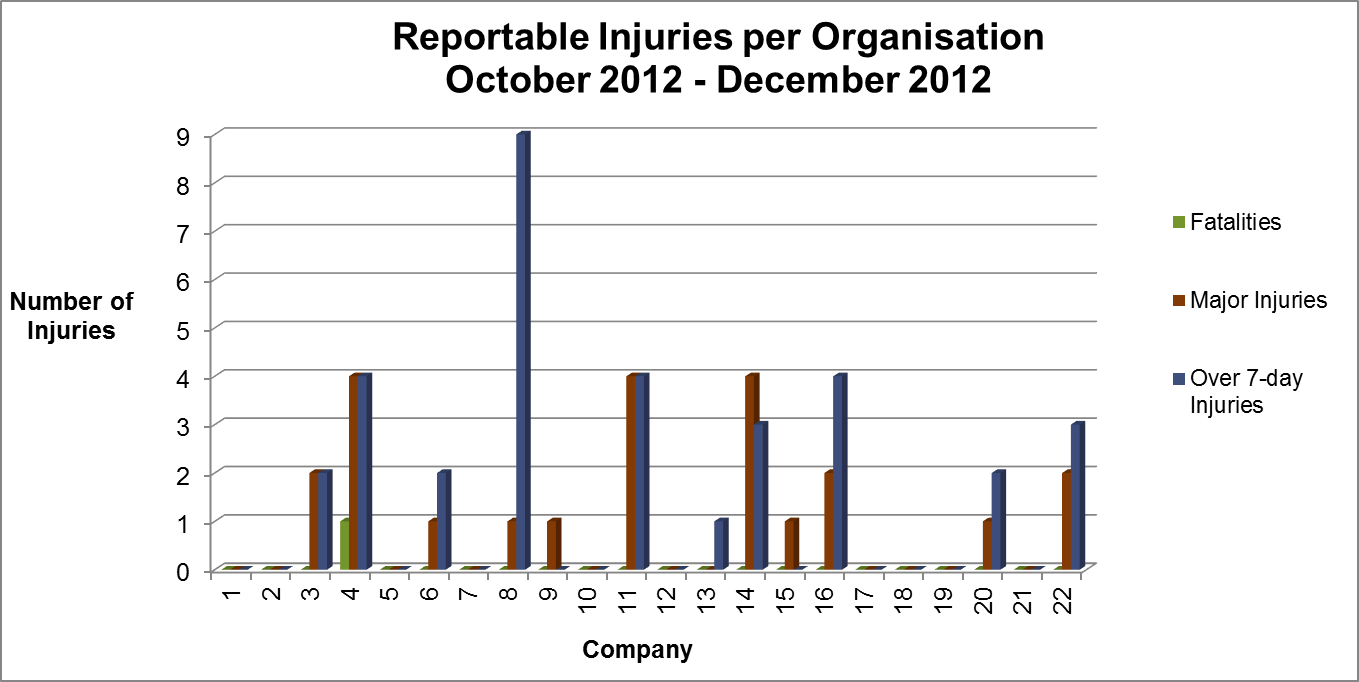 Reportable Injuries per Organisation
October 2012 - December 2012
9
8
7
6
5
4
3
2
1
0
Number of
Injuries
1 2 3 4 5 6 7 8 9 10 11 12 13 14 15 16 17 18 19 20 21 22
Company
Fatalities
Major Injuries
Over 7-day
Injuries